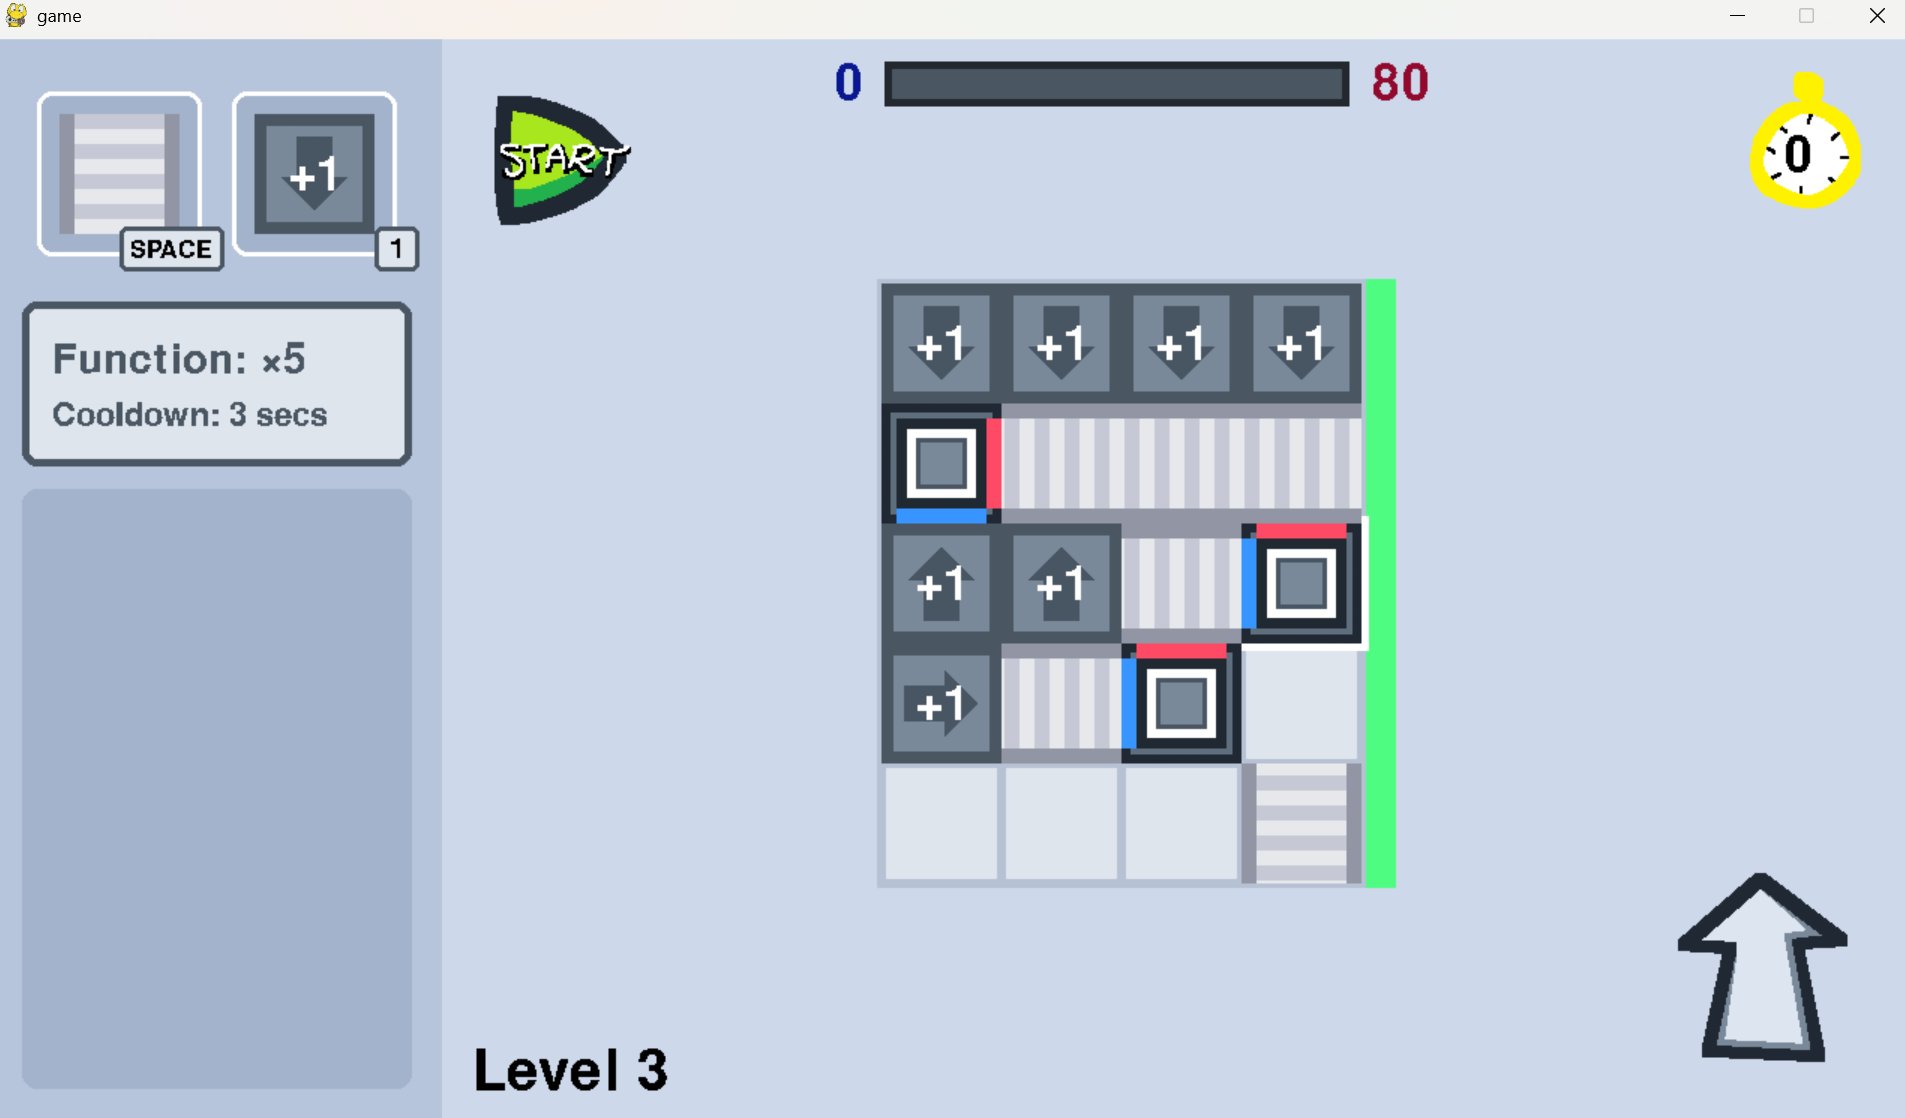 game
0
80
START
0
+1
SPACE
1
Function: ×5
Cooldown: 3 secs
+1
+1
+1
+1
+1
+1
+1
Level 3